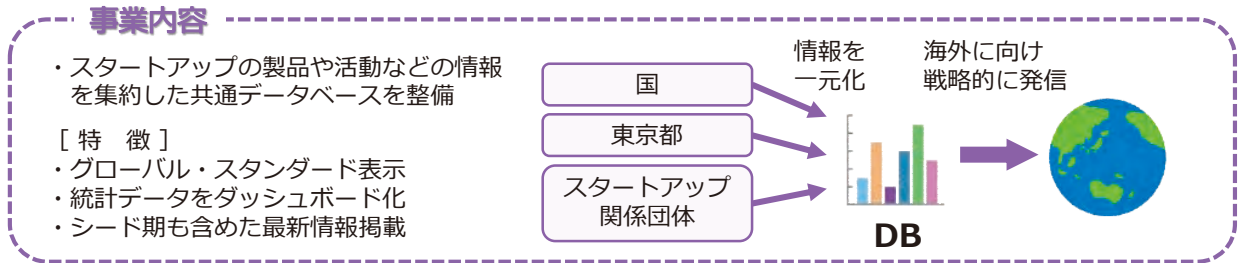 事業内容
・スタートアップの製品や活動などの情報
を集約した共通データベースを整備
［ 特　徴 ］
・グローバル・スタンダード表示
・統計データをダッシュボード化
・シード期も含めた最新情報掲載
国
東京都
スタートアップ
関係団体
情報を
一元化
DB
海外に向け
戦略的に発信